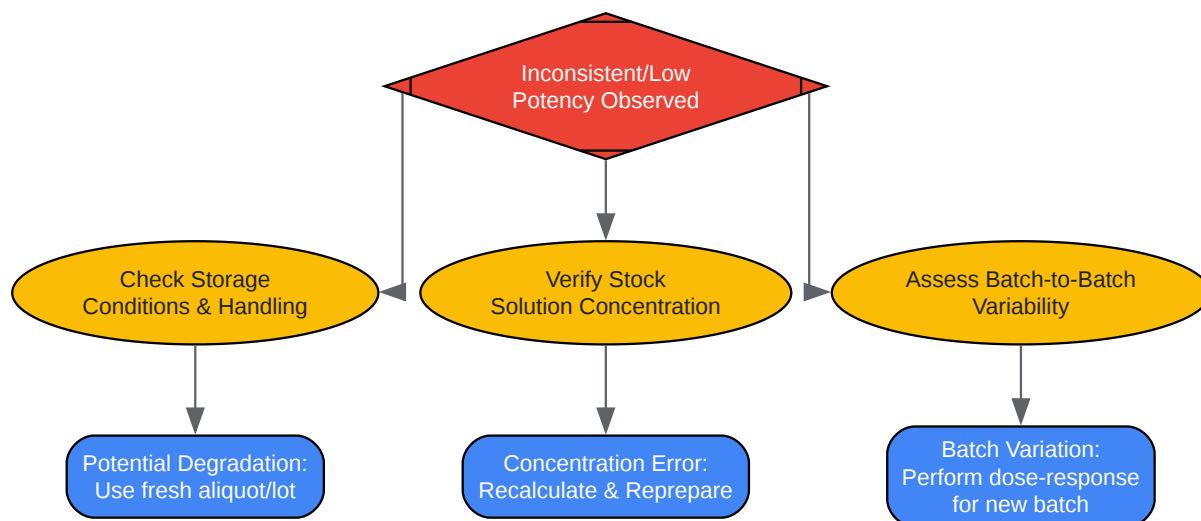 Inconsistent/Low
Potency Observed
Check Storage
Conditions & Handling
Verify Stock
Solution Concentration
Assess Batch-to-Batch
Variability
Potential Degradation:
Use fresh aliquot/lot
Concentration Error:
Recalculate & Reprepare
Batch Variation:
Perform dose-response
for new batch